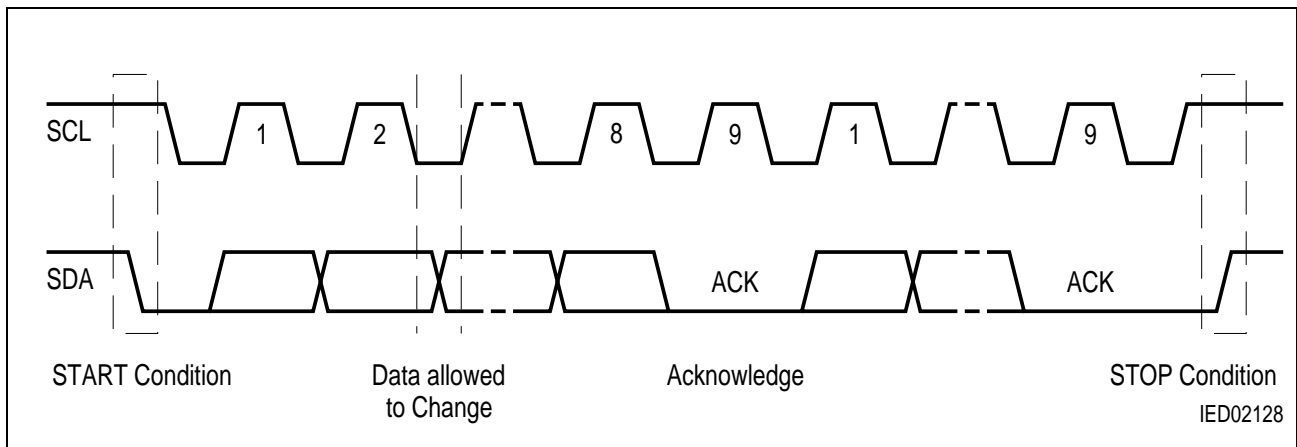 SCL 1 2 8 9 1 9
SDA ACK ACK
START Condition Data allowed Acknowledge STOP Condition
to Change
IED02128